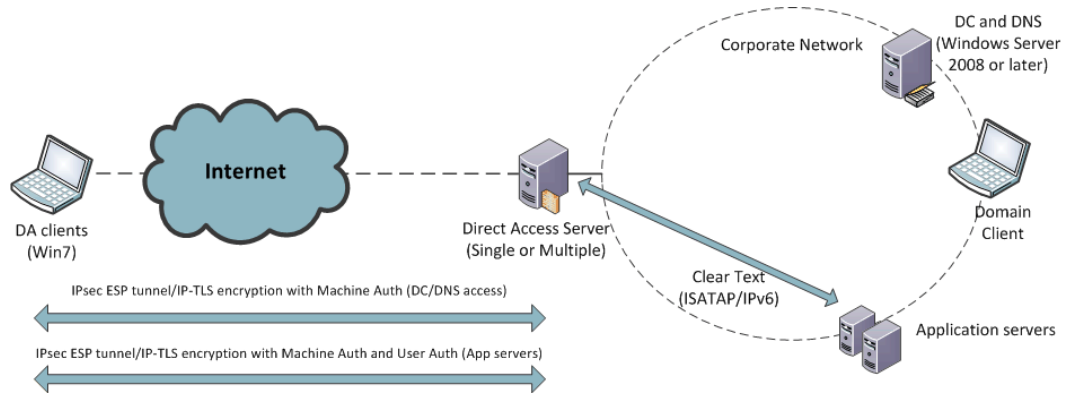 DC and DNS
(Windows Server
2008 or later)
Corporate Network
Internet
DA clients
(Win7)
Direct Access Server
(Single or Multiple)
Domain
Client
Clear Text
(ISATAP/IPv6)
Application servers
IPsec ESP tunnel/IP-TLS encryption with Machine Auth (DC/DNS access)
IPsec ESP tunnel/IP-TLS encryption with Machine Auth and User Auth (App servers)